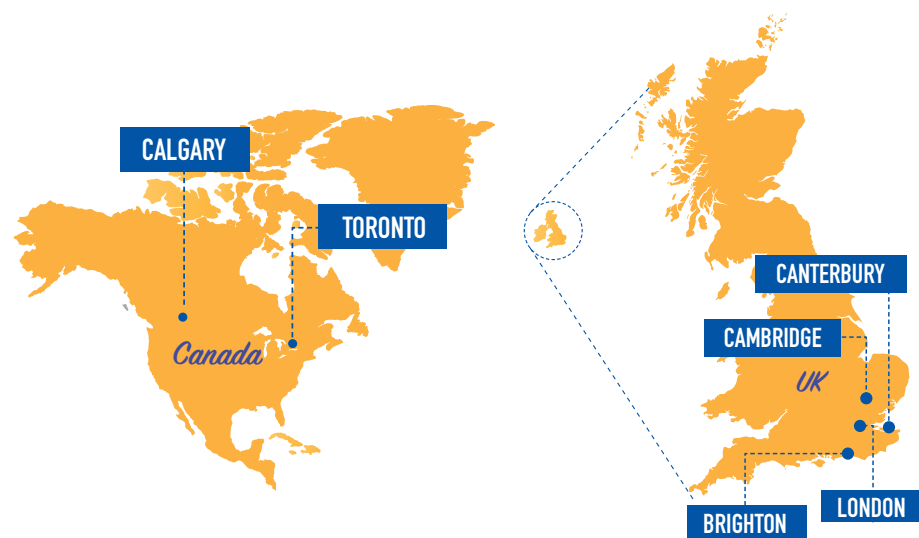 CALGARY
TORONTO
Canada
CANTERBURY
CAMBRIDGE
UK
LONDON
BRIGHTON